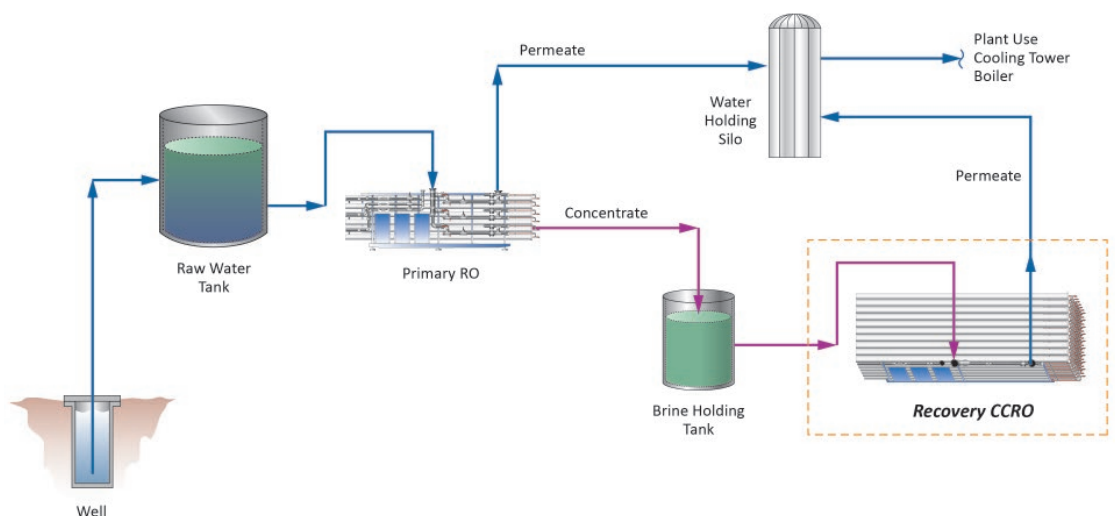 Permeate
Plant Use
Cooling Tower
Boiler
Water
Holding
Silo
Permeate
Concentrate
Raw Water
Tank
Primary RO
Brine Holding
Tank
Recovery CCRO
Well